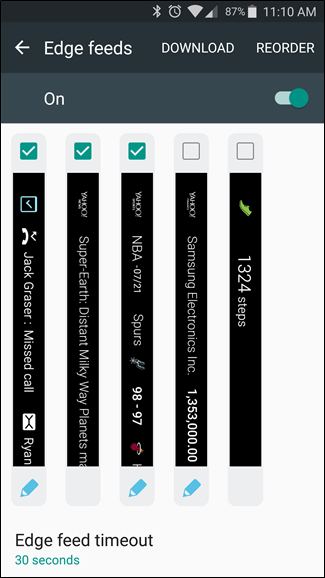 87% 11:10 AM
Edge feeds DOWNLOAD REORDER
On
Jack Graser : Missed call Ryan
YAHOO!
Super-Earth: Distant Milky Way Planets ma
YAHOO!
NBA -07/21 Spurs 98 - 97
YAHOO!
Samsung Electronics Inc. 1,353,000.00
1324 steps
Edge feed timeout
30 seconds